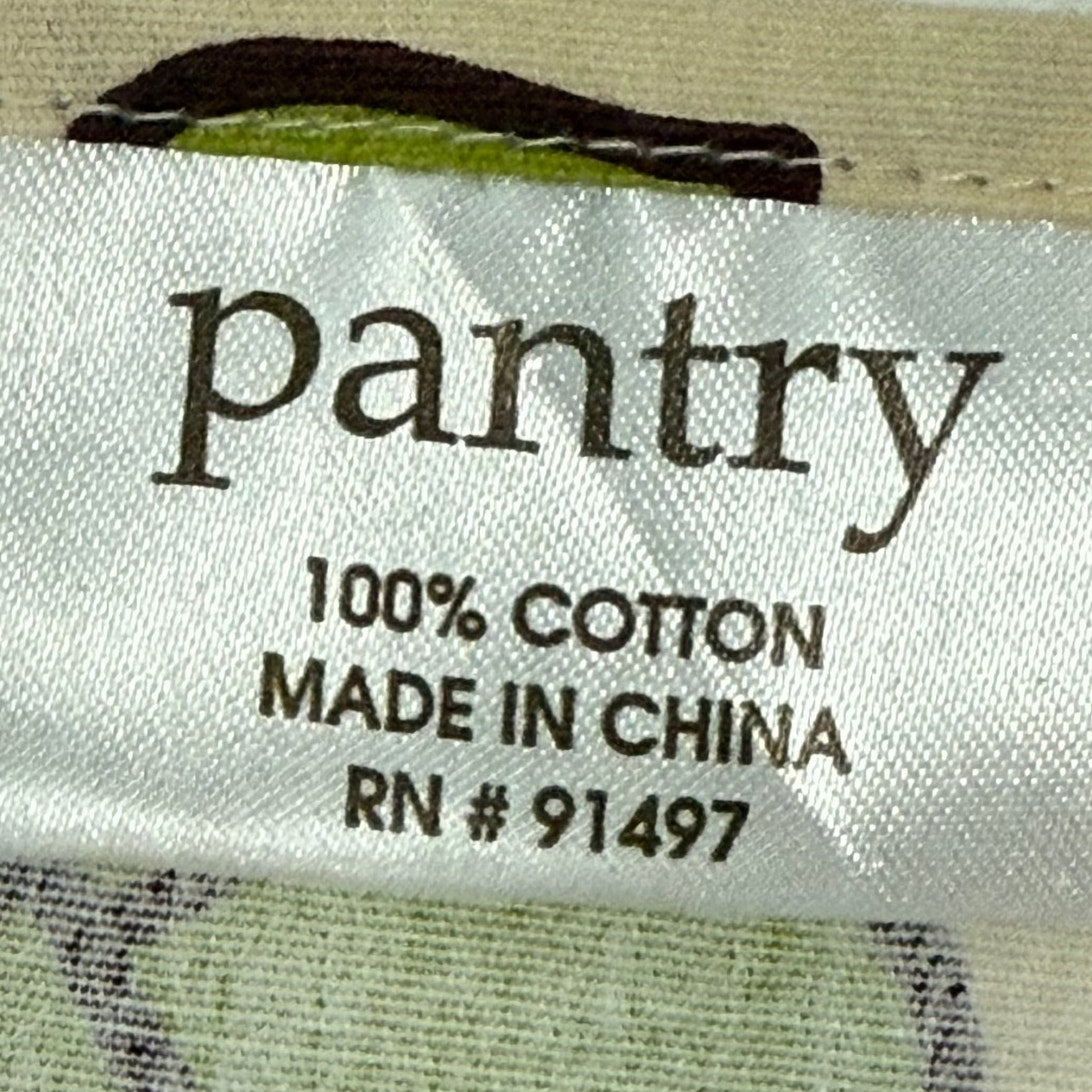 pantry
100% COTTON
MADE IN CHINA
RN # 91497